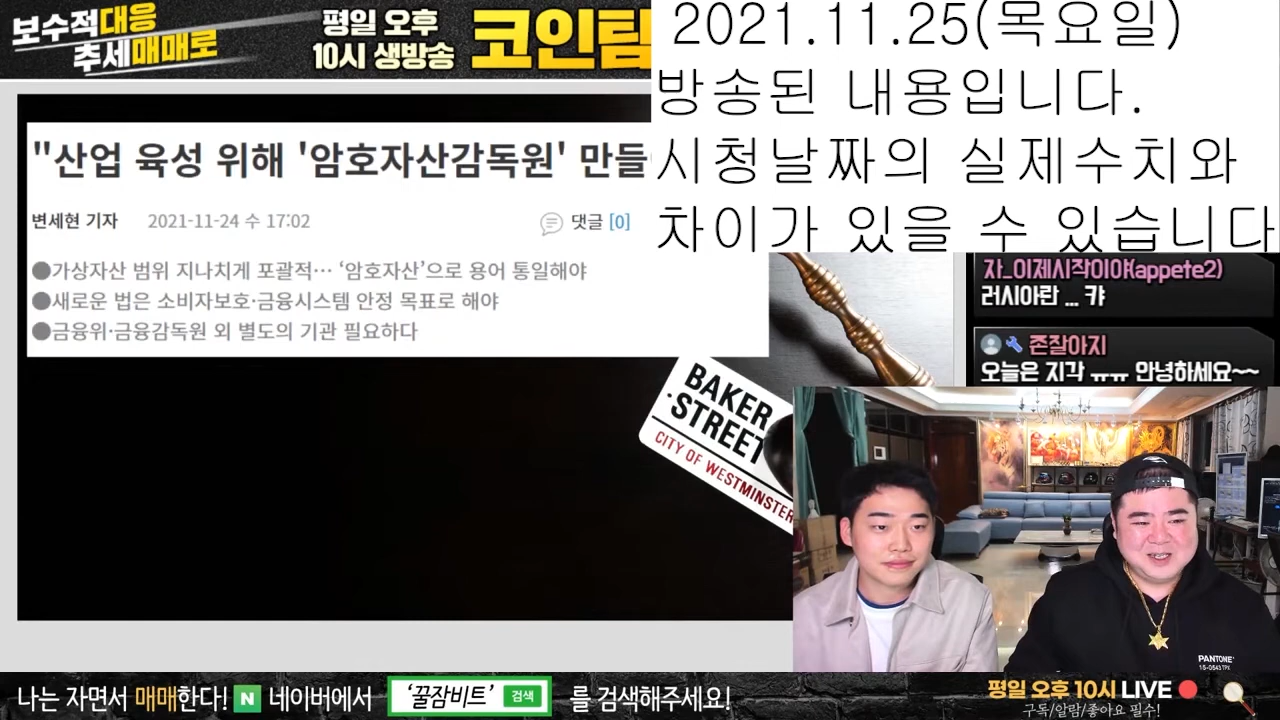 보수적대응
추세매매로
평일 오후
10시 생방송
코인탐
2021.11.25(목요일)
방송된 내용입니다.
시청날짜의 실제수치와
차이가 있을 수 있습니다
"산업 육성 위해 '암호자산감독원' 만들
변세현 기자 2021-11-24 수 17:02 댓글 [0]
●가상자산 범위 지나치게 포괄적… ‘암호자산’으로 용어 통일해야
●새로운 법은 소비자보호·금융시스템 안정 목표로 해야
●금융위·금융감독원 외 별도의 기관 필요하다
자_이제시작이야(appete2)
러시아란 ... 캬
존잘아지
오늘은 지각 ㅠㅠ 안녕하세요~~
BAKER
STREET
CITY OF WESTMINSTER
PANTONE
나는 자면서 매매한다! N 네이버에서 ‘꿀잠비트’ 검색 를 검색해주세요!
평일 오후 10시 LIVE
구독/알람/좋아요 필수!